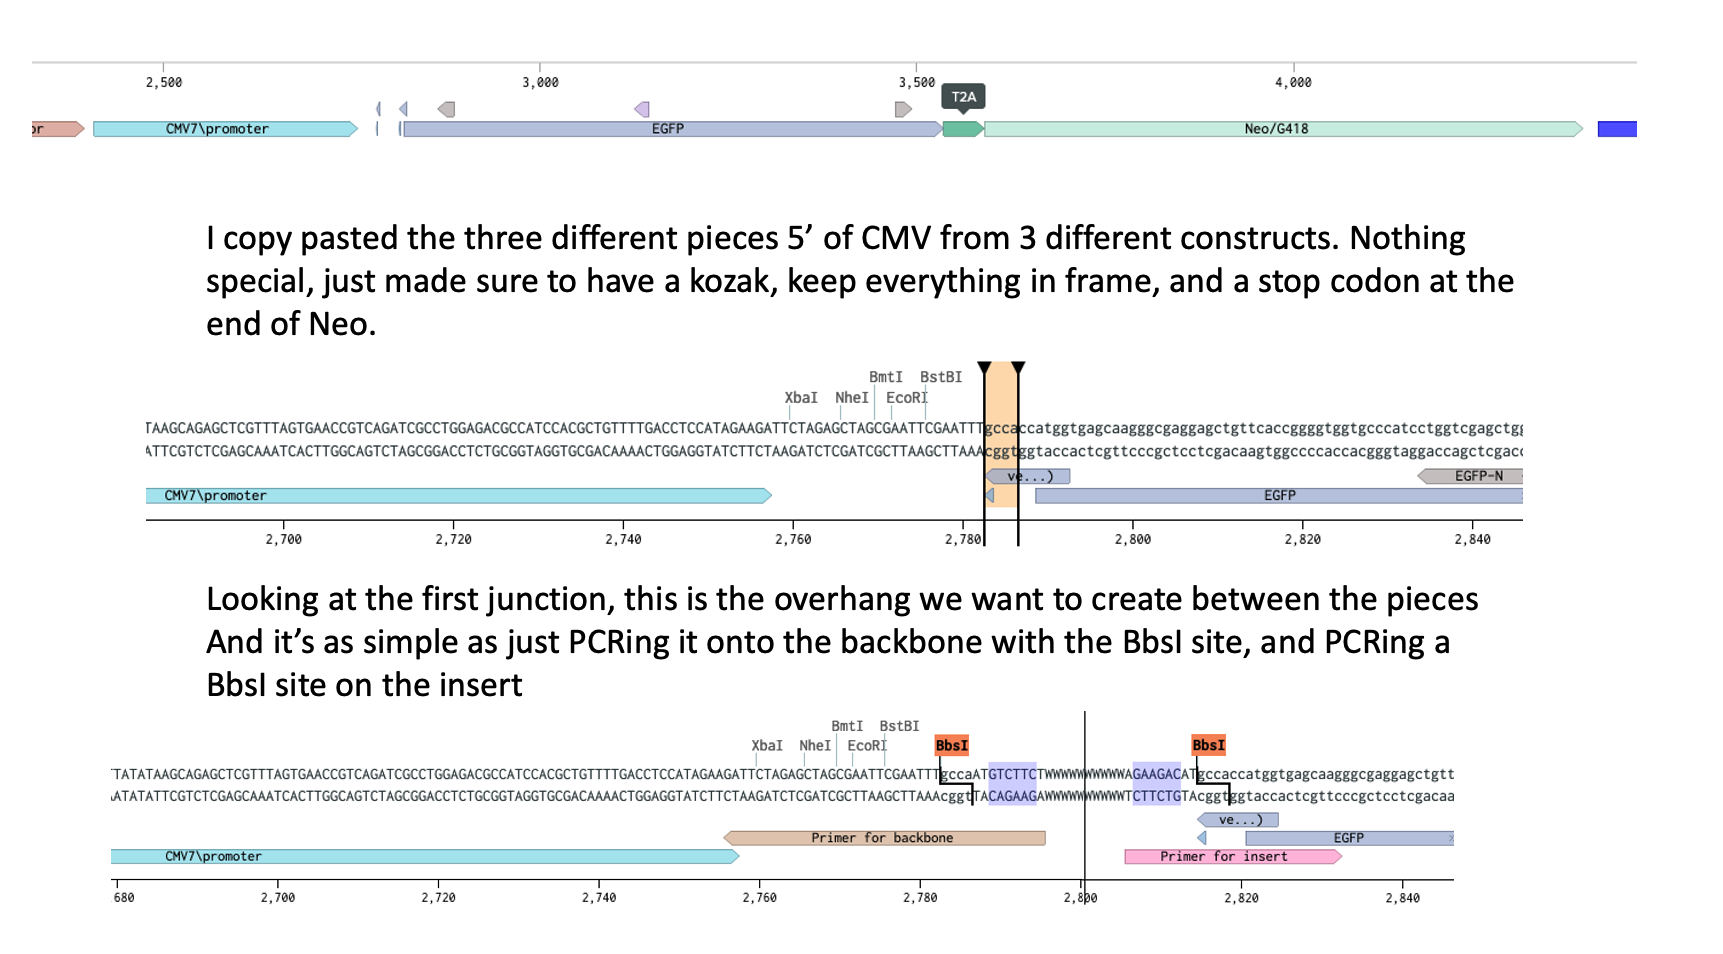 2,500 3,000 3,500 4,000
T2A
or CMV7\promoter EGFP Neo/G418
I copy pasted the three different pieces 5’ of CMV from 3 different constructs. Nothing
special, just made sure to have a kozak, keep everything in frame, and a stop codon at the
end of Neo.
BmtI BstBI
XbaI NheI EcoRI
TAAGCAGAGCTCGTTTAGTGAACCGTCAGATCGCCTGGAGACGCCATCCACGCTGTTTTGACCTCCATAGAAGATTCTAGAGCTAGCGAATTCGAATTTgccaccatggtgagcaagggcgaggagctgttcaccggggtggtgcccatcctggtcgagctgg
ATTCGTCTCGAGCAAATCACTTGGCAGTCTAGCGGACCTCTGCGGTAGGTGCGACAAAACTGGAGGTATCTTCTAAGATCTCGATCGCTTAAGCTTAAAcggtggtaccactcgttcccgctcctcgacaagtggccccaccacgggtaggaccagctcgacc
ve...) EGFP-N
CMV7\promoter EGFP
2,700 2,720 2,740 2,760 2,780 2,800 2,820 2,840
Looking at the first junction, this is the overhang we want to create between the pieces
And it’s as simple as just PCRing it onto the backbone with the BbsI site, and PCRing a
BbsI site on the insert
BmtI BstBI
XbaI NheI EcoRI BbsI BbsI
TATATAAGCAGAGCTCGTTTAGTGAACCGTCAGATCGCCTGGAGACGCCATCCACGCTGTTTTGACCTCCATAGAAGATTCTAGAGCTAGCGAATTCGAATTTgccaATGTCTTCTWWWWWWWWWWAGAAGACATgccaccatggtgagcaagggcgaggagctgtt
ATATATTCGTCTCGAGCAAATCACTTGGCAGTCTAGCGGACCTCTGCGGTAGGTGCGACAAAACTGGAGGTATCTTCTAAGATCTCGATCGCTTAAGCTTAAAcggtTACAGAAGAWWWWWWWWWWTCTTCTGTAcggtggtaccactcgttcccgctcctcgacaa
ve...)
Primer for backbone EGFP
CMV7\promoter Primer for insert
680 2,700 2,720 2,740 2,760 2,780 2,800 2,820 2,840